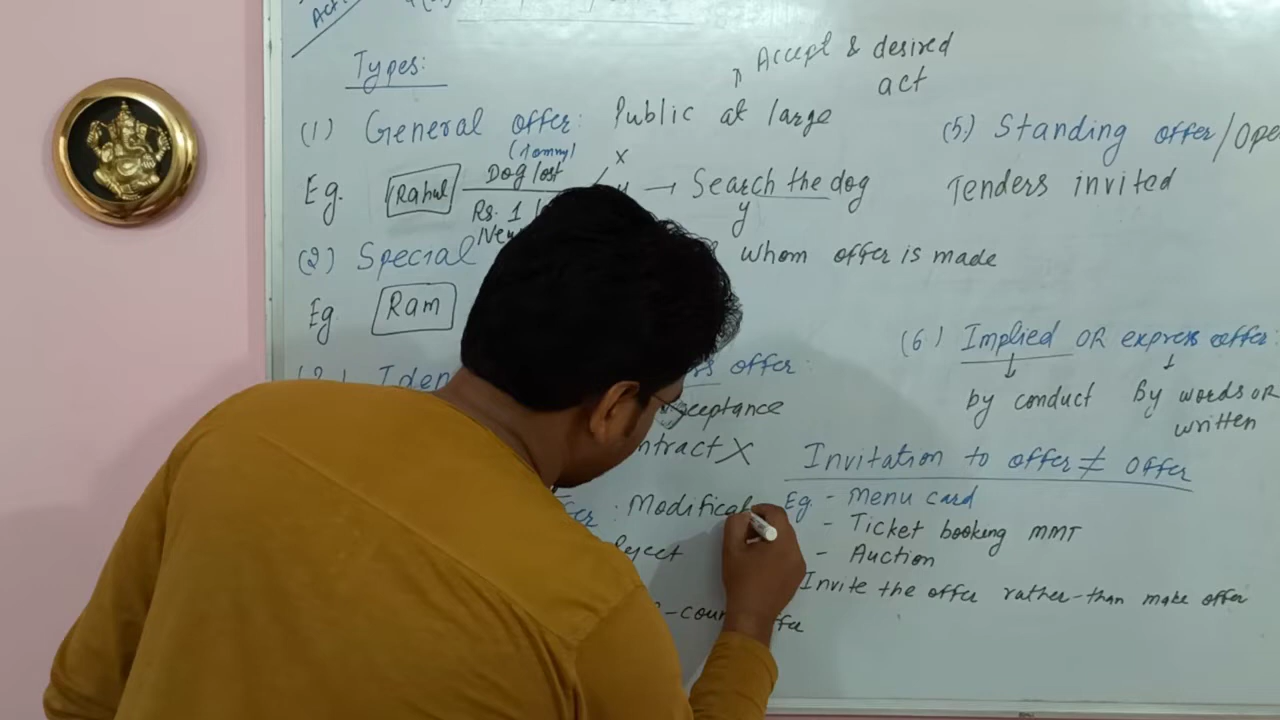 Types:
Accept & desired
act
(1) General offer: Public at large
(Tommy)
x
Eg. Rahul Dog lost → Search the dog
Rs. 1
y
(2) Special whom offer is made
Eg. Ram
offer:
cceptance
ntract X
: Modificat
eject
- coun
(5) Standing offer/Ope
Tenders invited
(6) Implied OR express offer:
by conduct By words OR
written
Invitation to offer ≠ Offer
Eg. - Menu card
- Ticket booking MMT
- Auction
Invite the offer rather-than make offer